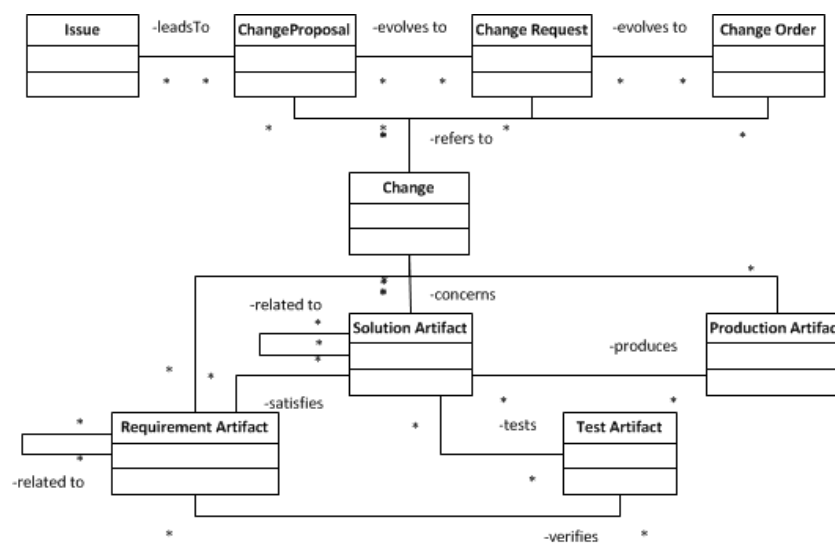 Issue
-leadsTo
ChangeProposal
-evolves to
Change Request
-evolves to
Change Order
* *
* *
* *
* * * * *
-refers to
Change
* * *
-concerns
-related to
*
*
*
Solution Artifact
Production Artifac
-produces
* *
-satisfies
* * *
-tests
Requirement Artifact
Test Artifact
*
*
-related to
*
* *
-verifies